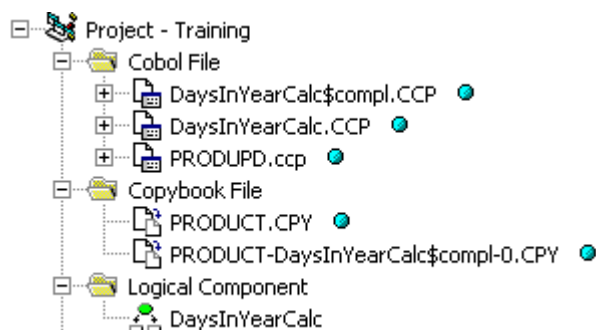 Project - Training
Cobol File
DaysInYearCalc$compl.CCP
DaysInYearCalc.CCP
PRODUPD.ccp
Copybook File
PRODUCT.CPY
PRODUCT-DaysInYearCalc$compl-0.CPY
Logical Component
DaysInYearCalc